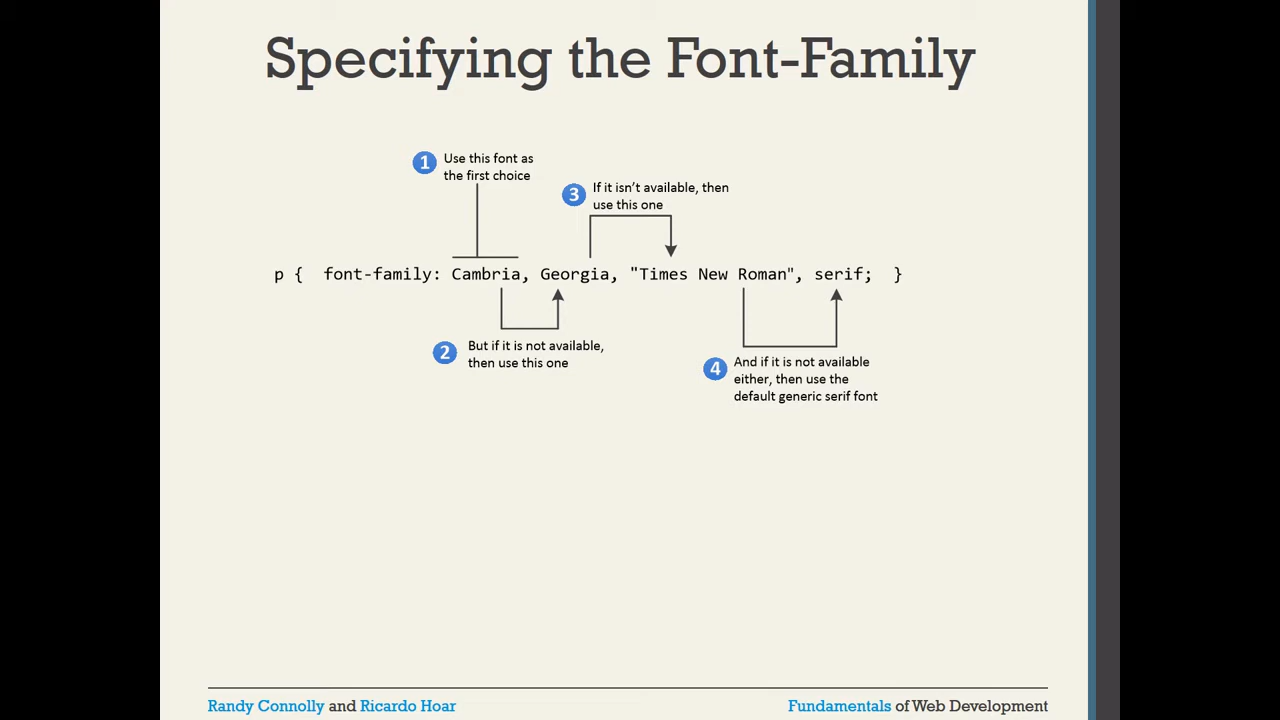 Specifying the Font-Family
1 Use this font as
the first choice
3 If it isn't available, then
use this one
p { font-family: Cambria, Georgia, "Times New Roman", serif; }
2 But if it is not available,
then use this one
4 And if it is not available
either, then use the
default generic serif font
Randy Connolly and Ricardo Hoar
Fundamentals of Web Development